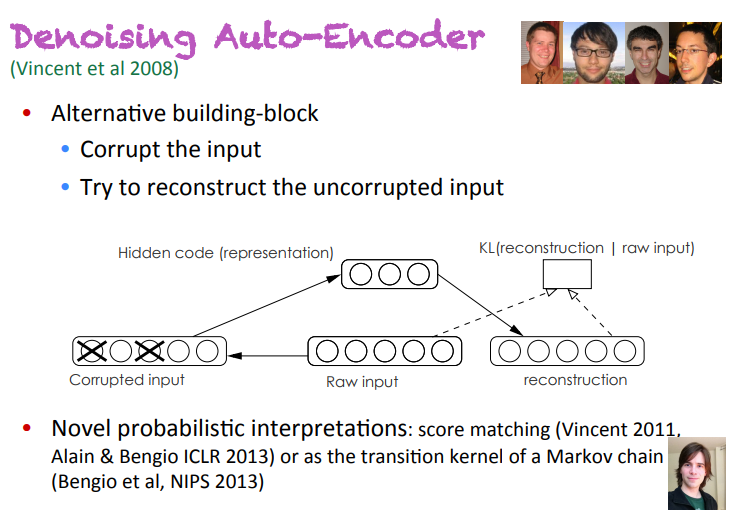 Denoising Auto-Encoder
(Vincent et al 2008)
• Alternative building-block
• Corrupt the input
• Try to reconstruct the uncorrupted input
Hidden code (representation)
KL(reconstruction | raw input)
Corrupted input
Raw input
reconstruction
• Novel probabilistic interpretations: score matching (Vincent 2011,
Alain & Bengio ICLR 2013) or as the transition kernel of a Markov chain
(Bengio et al, NIPS 2013)